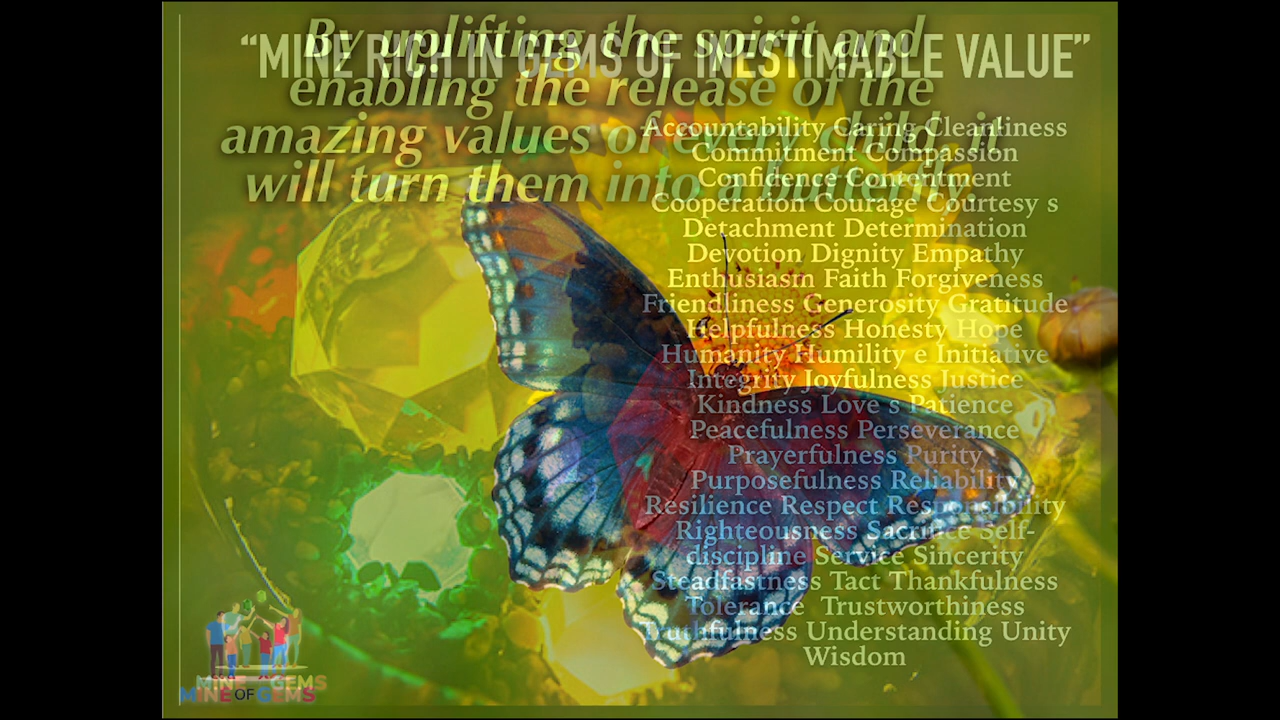 “MINE RICH IN GEMS OF INESTIMABLE VALUE”
By uplifting the spirit and
enabling the release of the
amazing values of every child, it
will turn them into a butterfly
Accountability Caring Cleanliness
Commitment Compassion
Confidence Contentment
Cooperation Courage Courtesy s
Detachment Determination
Devotion Dignity Empathy
Enthusiasm Faith Forgiveness
Friendliness Generosity Gratitude
Helpfulness Honesty Hope
Humanity Humility e Initiative
Integrity Joyfulness Justice
Kindness Love s Patience
Peacefulness Perseverance
Prayerfulness Purity
Purposefulness Reliability
Resilience Respect Responsibility
Righteousness Sacrifice Self-
discipline Service Sincerity
Steadfastness Tact Thankfulness
Tolerance Trustworthiness
Truthfulness Understanding Unity
Wisdom
MINE GEMS
MINE OF GEMS